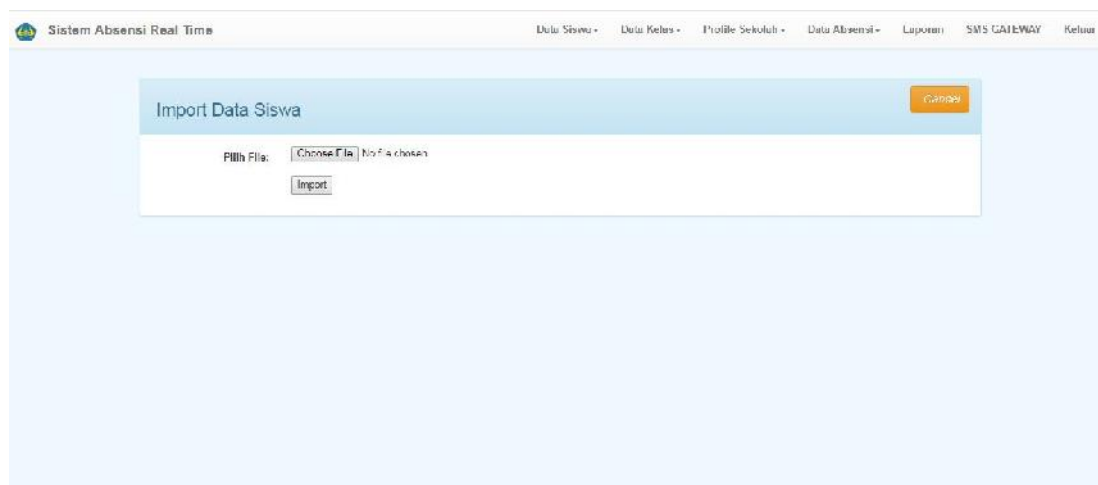 Sistem Absensi Real Time
Data Siswa
Data Kelas
Profile Sekolah
Data Absensi
Laporan
SMS GATEWAY
Keluar
Import Data Siswa
Cancel
Pilih File:
Choose File No file chosen
Import